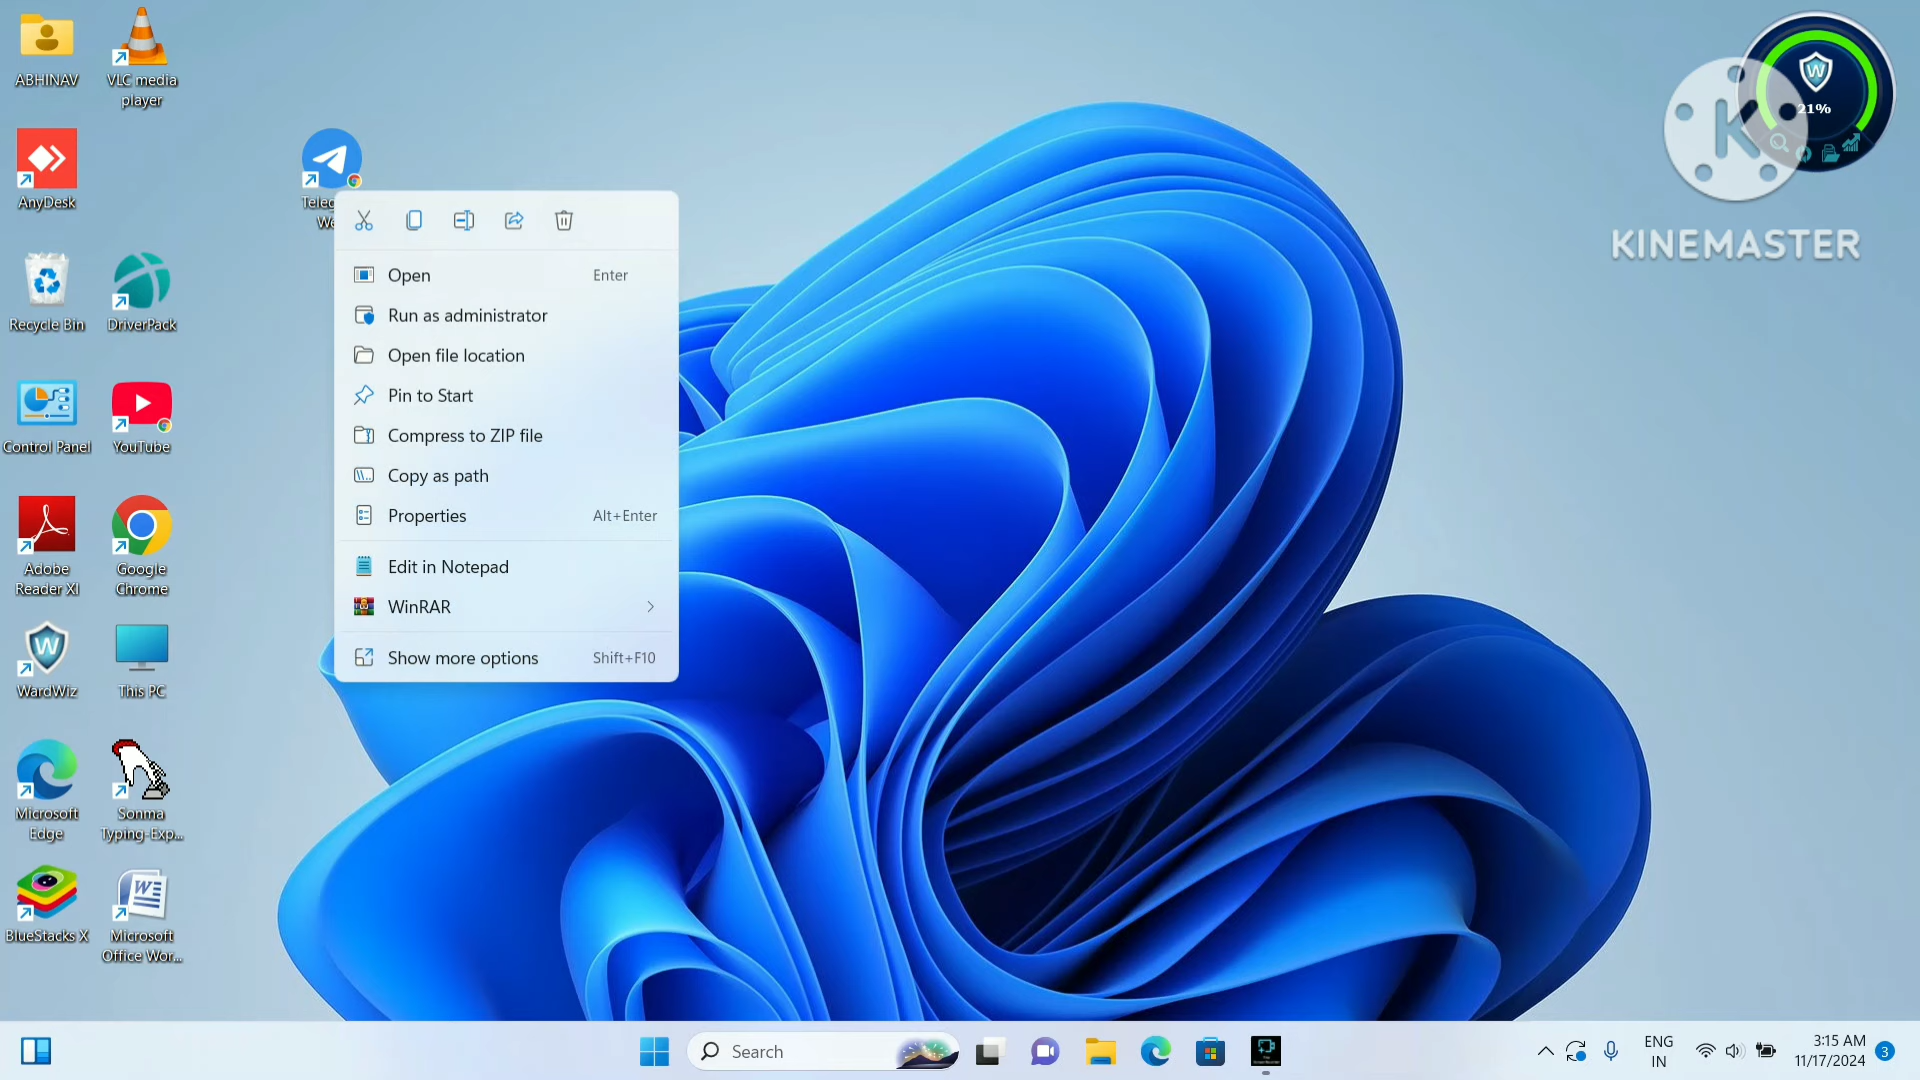 ABHINAV
VLC media
player
AnyDesk
Recycle Bin
DriverPack
Control Panel
YouTube
Adobe
Reader XI
Google
Chrome
WardWiz
This PC
Microsoft
Edge
Sonma
Typing-Exp...
BlueStacks X
Microsoft
Office Wor...
Open Enter
Run as administrator
Open file location
Pin to Start
Compress to ZIP file
Copy as path
Properties Alt+Enter
Edit in Notepad
WinRAR
Show more options Shift+F10
W
21%
K
KINEMASTER
Search
ENG
IN
3:15 AM
11/17/2024
3